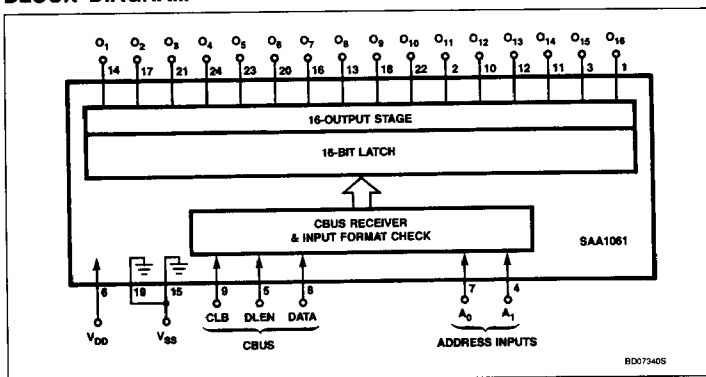 BLOCK DIAGRAM
O1 O2 O3 O4 O5 O6 O7 O8 O9 O10 O11 O12 O13 O14 O15 O16
14 17 21 24 23 20 16 13 18 22 2 10 12 11 3 1
16-OUTPUT STAGE
16-BIT LATCH
CBUS RECEIVER
& INPUT FORMAT CHECK
SAA1061
6 19 15 9 5 8 7 4
VDD VSS CLB DLEN DATA A0 A1
CBUS ADDRESS INPUTS
BD07340S